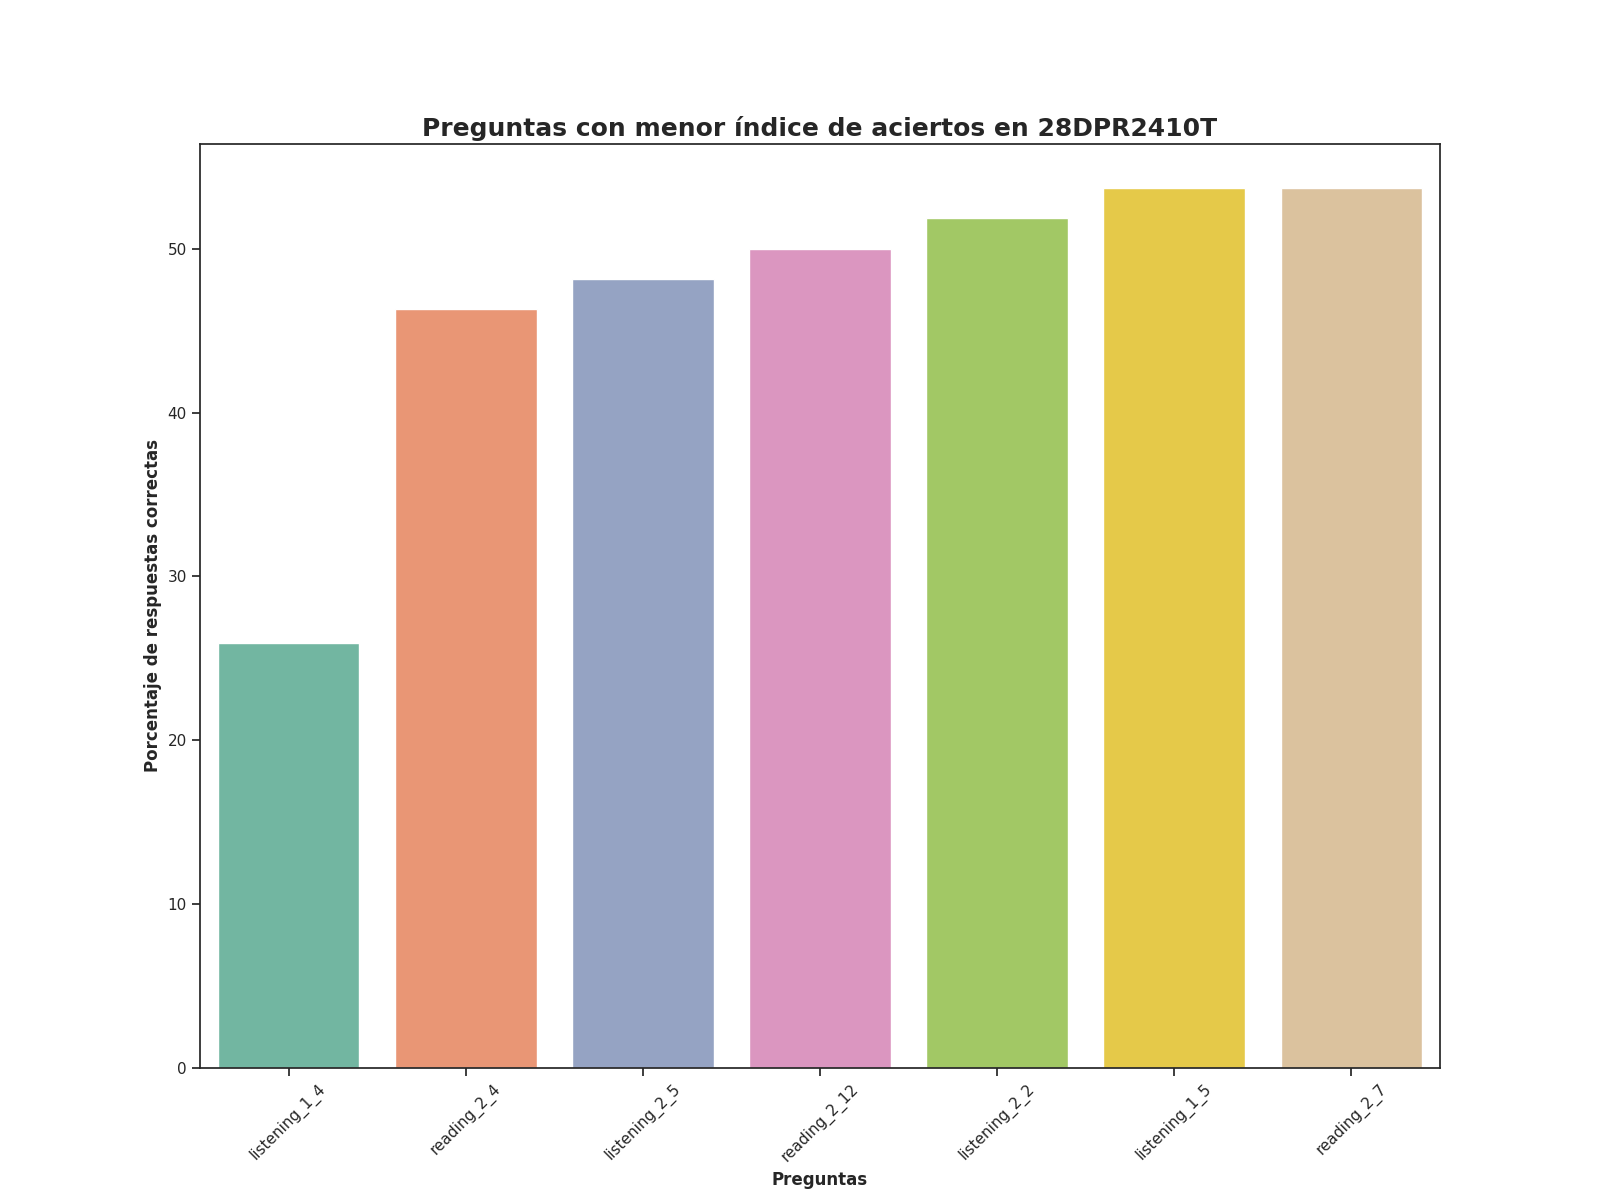 Preguntas con menor índice de aciertos en 28DPR2410T
Porcentaje de respuestas correctas
50
40
30
20
10
0
listening_1_4
reading_2_4
listening_2_5
reading_2_12
listening_2_2
listening_1_5
reading_2_7
Preguntas